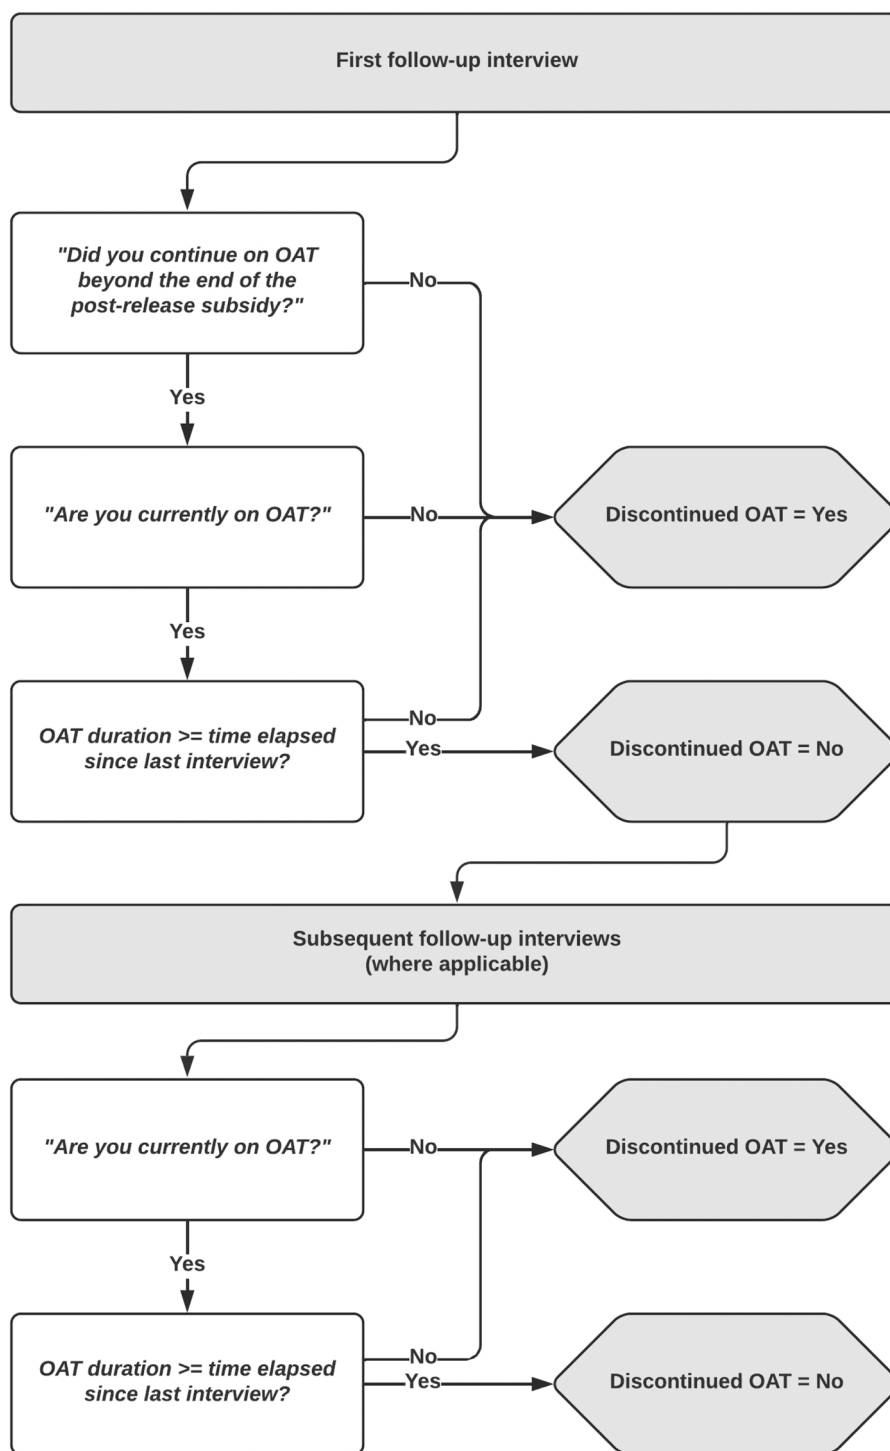 First follow-up interview
"Did you continue on OAT
beyond the end of the
post-release subsidy?"
No
Yes
"Are you currently on OAT?"
No
Discontinued OAT = Yes
Yes
OAT duration >= time elapsed
since last interview?
No
Yes
Discontinued OAT = No
Subsequent follow-up interviews
(where applicable)
"Are you currently on OAT?"
No
Discontinued OAT = Yes
Yes
OAT duration >= time elapsed
since last interview?
No
Yes
Discontinued OAT = No